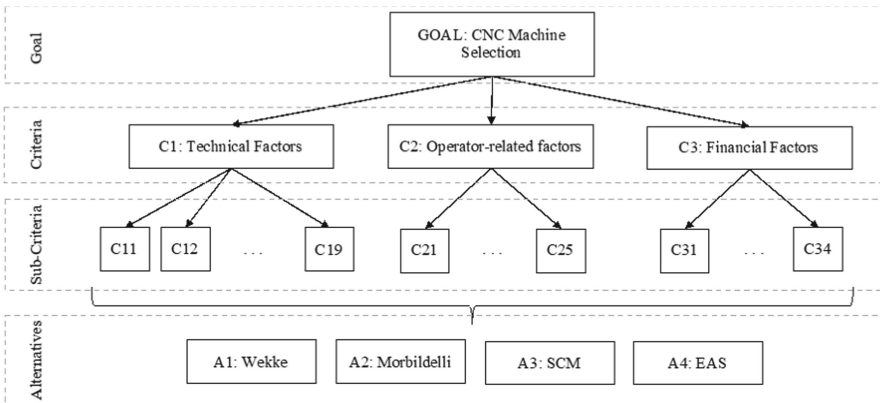 Goal
GOAL: CNC Machine
Selection
Criteria
C1: Technical Factors
C2: Operator-related factors
C3: Financial Factors
Sub-Criteria
C11
C12
...
C19
C21
...
C25
C31
...
C34
Alternatives
A1: Wekke
A2: Morbildelli
A3: SCM
A4: EAS